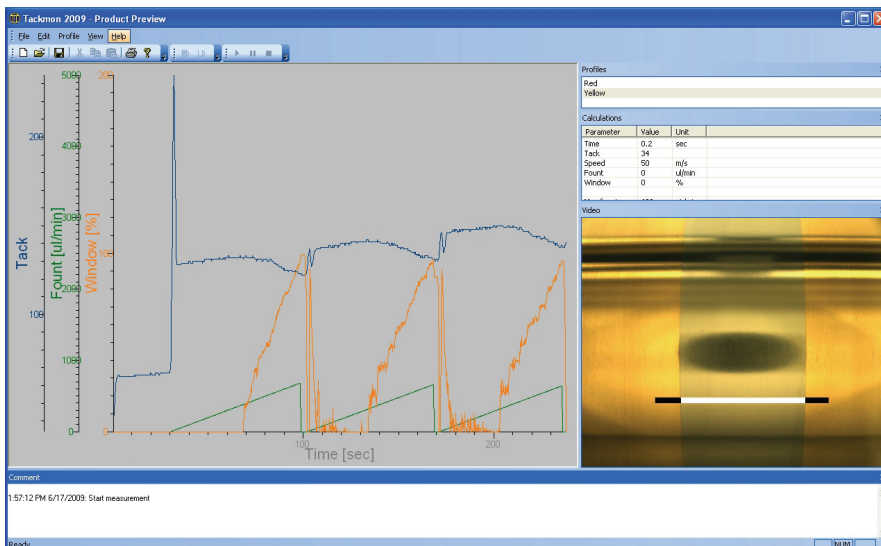 Tackmon 2009 - Product Preview
File Edit Profile View Help
Tack
200
100
Fount [ul/min]
5000
4000
3000
2000
1000
0
Window [%]
200
100
0
100
200
Time [sec]
Profiles
Red
Yellow
Calculations
Parameter Value Unit
Time 0.2 sec
Tack 34
Speed 50 m/s
Fount 0 ul/min
Window 0 %
Video
Comment
1:57:12 PM 6/17/2009: Start measurement
Ready
NUM